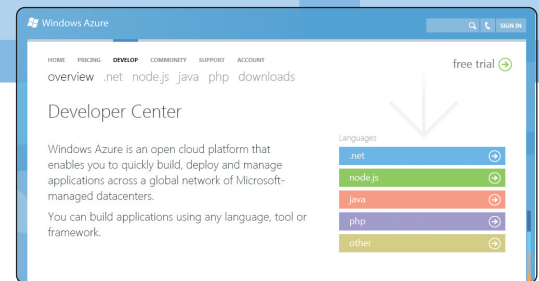 Windows Azure
SIGN IN
HOME PRICING DEVELOP COMMUNITY SUPPORT ACCOUNT
free trial
overview .net node.js java php downloads
Developer Center
Windows Azure is an open cloud platform that
enables you to quickly build, deploy and manage
applications across a global network of Microsoft-
managed datacenters.
You can build applications using any language, tool or
framework.
Languages
.net
node.js
java
php
other